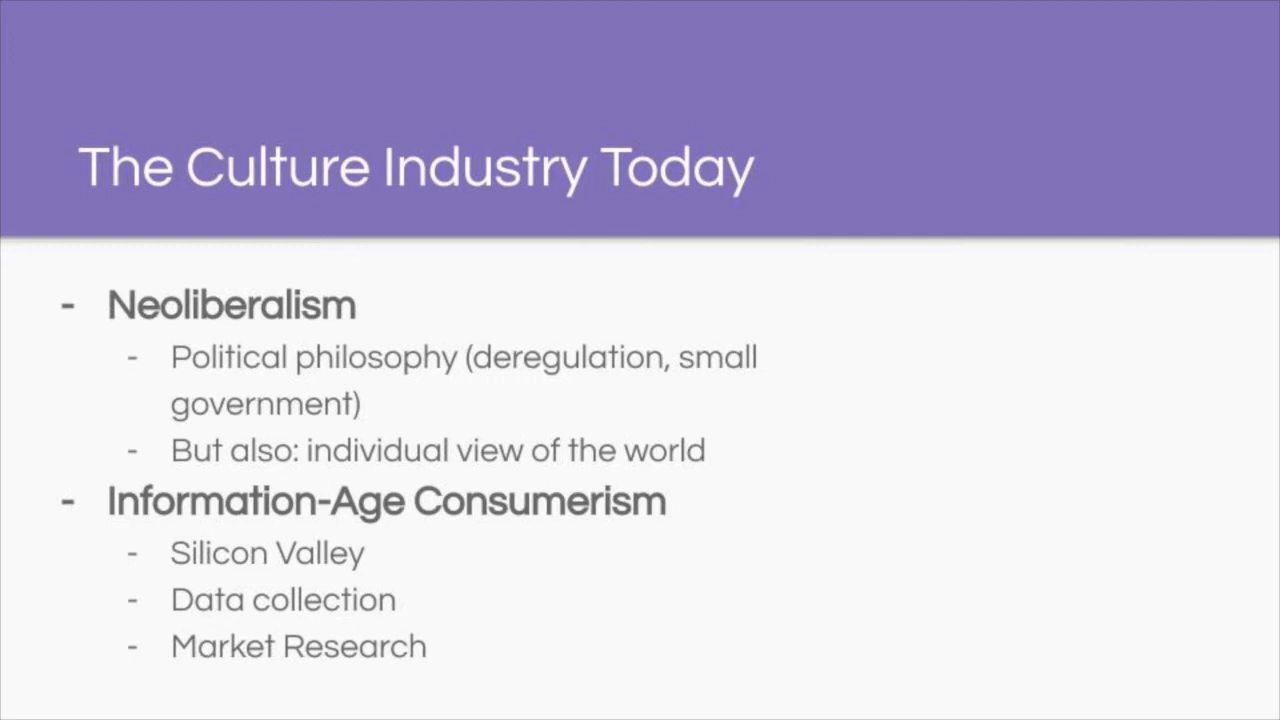 The Culture Industry Today
- Neoliberalism
- Political philosophy (deregulation, small
government)
- But also: individual view of the world
- Information-Age Consumerism
- Silicon Valley
- Data collection
- Market Research